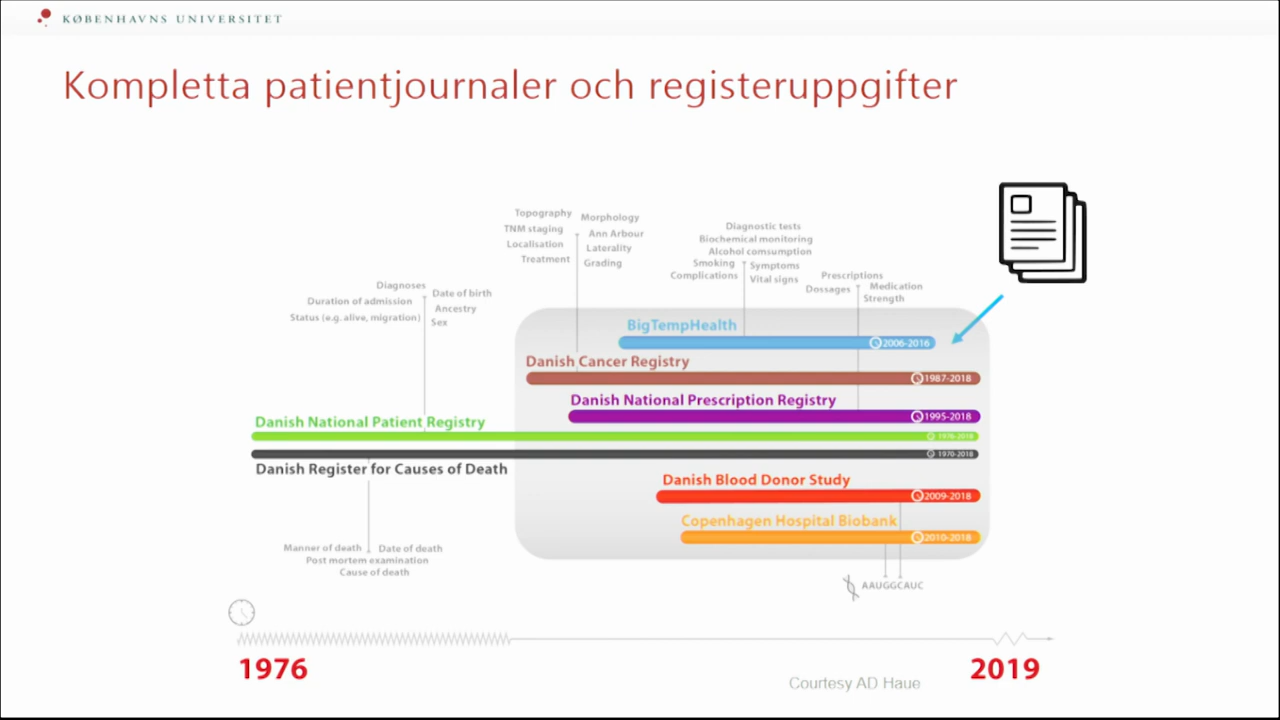 KØBENHAVNS UNIVERSITET
Kompletta patientjournaler och registeruppgifter
Topography
Morphology
TNM staging
Ann Arbour
Localisation
Laterality
Treatment
Grading
Diagnostic tests
Biochemical monitoring
Alcohol comsumption
Smoking
Symptoms
Complications
Vital signs
Prescriptions
Dossages
Medication
Strength
Diagnoses
Date of birth
Duration of admission
Ancestry
Status (e.g. alive, migration)
Sex
BigTempHealth
2006-2016
Danish Cancer Registry
1987-2018
Danish National Prescription Registry
1995-2018
Danish National Patient Registry
1976-2018
1970-2018
Danish Register for Causes of Death
Danish Blood Donor Study
2009-2018
Copenhagen Hospital Biobank
2010-2018
Manner of death
Date of death
Post mortem examination
Cause of death
AAUGGCAUC
1976
2019
Courtesy AD Haue